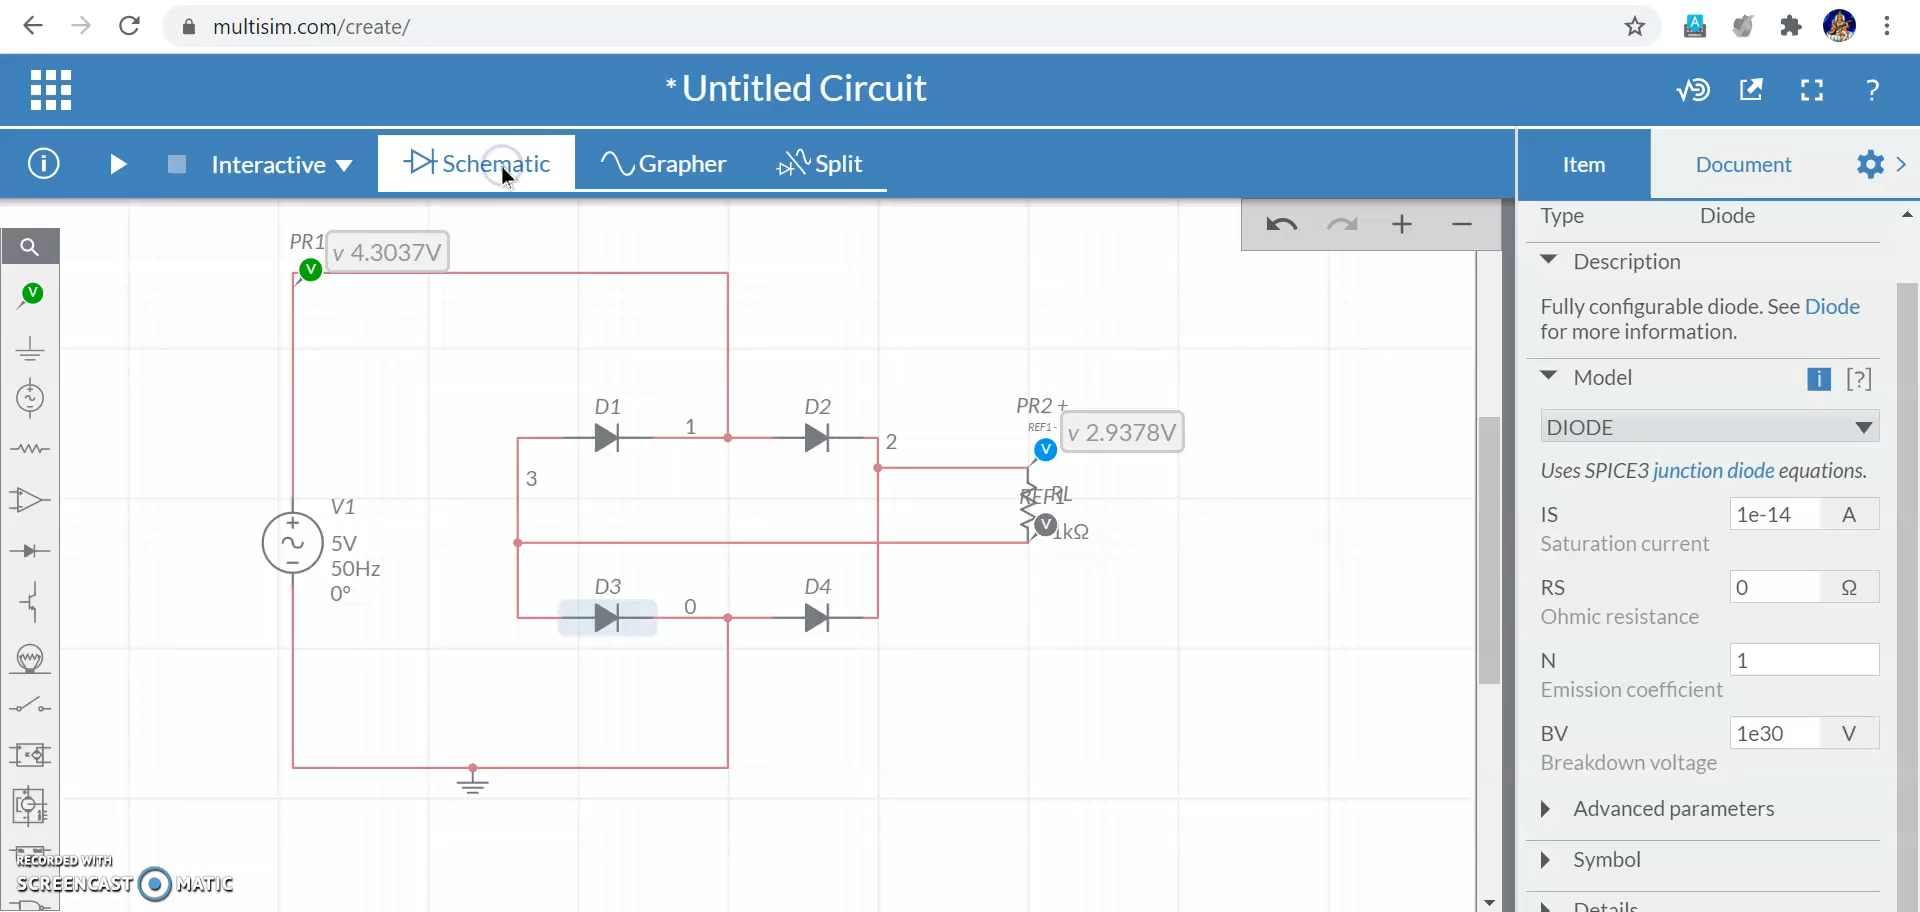 multisim.com/create/
*Untitled Circuit
?
Interactive
Schematic
Grapher
Split
Item
Document
Type
Diode
Description
Fully configurable diode. See Diode
for more information.
Model
i
[?]
DIODE
Uses SPICE3 junction diode equations.
IS
1e-14
A
Saturation current
RS
0
Ω
Ohmic resistance
N
1
Emission coefficient
BV
1e30
V
Breakdown voltage
Advanced parameters
Symbol
Details
PR1
v 4.3037V
V
V
D1
1
D2
2
3
PR2 +
REF1-
v 2.9378V
V
REF1
RL
V
1kΩ
V1
5V
50Hz
0°
D3
0
D4
RECORDED WITH
SCREENCAST MATIC